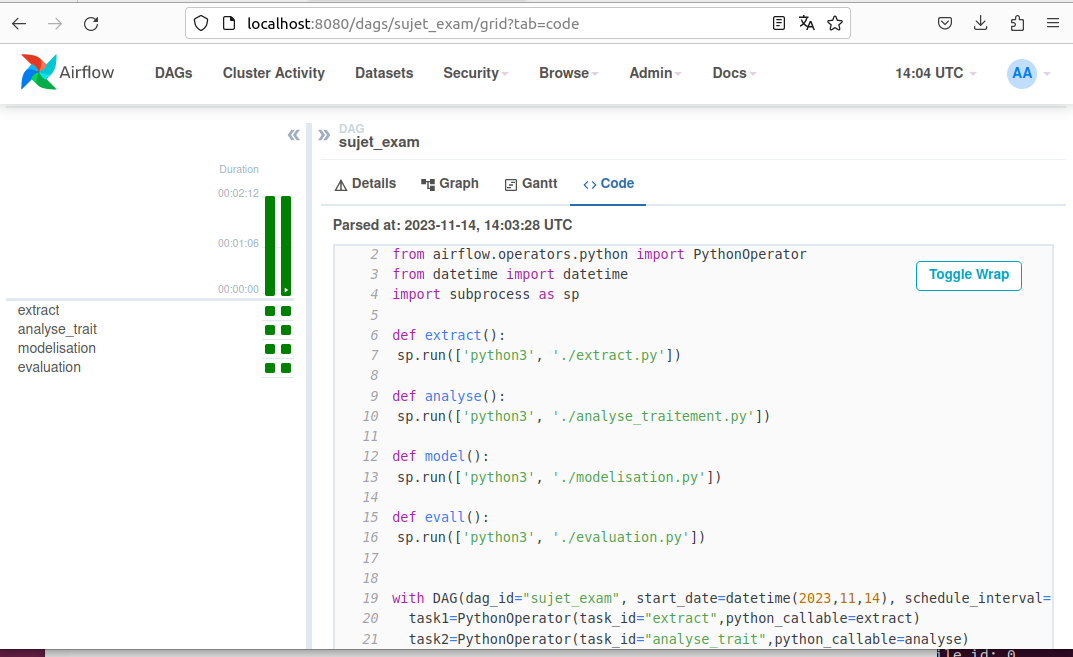 localhost:8080/dags/sujet_exam/grid?tab=code
Airflow DAGs Cluster Activity Datasets Security Browse Admin Docs 14:04 UTC AA
« » DAG
sujet_exam
Duration
00:02:12
00:01:06
00:00:00
extract
analyse_trait
modelisation
evaluation
Details Graph Gantt <> Code
Parsed at: 2023-11-14, 14:03:28 UTC
Toggle Wrap
2 from airflow.operators.python import PythonOperator
3 from datetime import datetime
4 import subprocess as sp
5
6 def extract():
7 sp.run(['python3', './extract.py'])
8
9 def analyse():
10 sp.run(['python3', './analyse_traitement.py'])
11
12 def model():
13 sp.run(['python3', './modelisation.py'])
14
15 def evall():
16 sp.run(['python3', './evaluation.py'])
17
18
19 with DAG(dag_id="sujet_exam", start_date=datetime(2023,11,14), schedule_interval=
20 task1=PythonOperator(task_id="extract",python_callable=extract)
21 task2=PythonOperator(task_id="analyse_trait",python_callable=analyse)